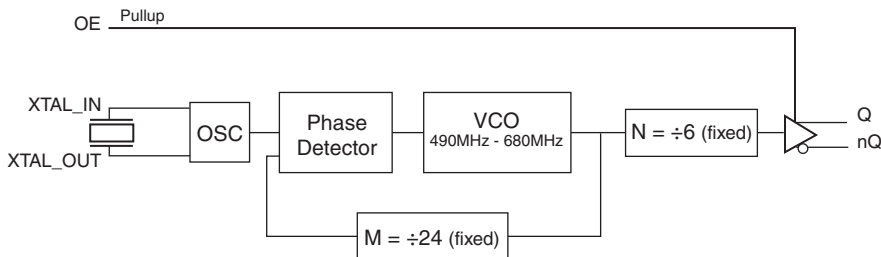 OE
Pullup
XTAL_IN
XTAL_OUT
OSC
Phase
Detector
VCO
490MHz - 680MHz
N = ÷6 (fixed)
Q
nQ
M = ÷24 (fixed)